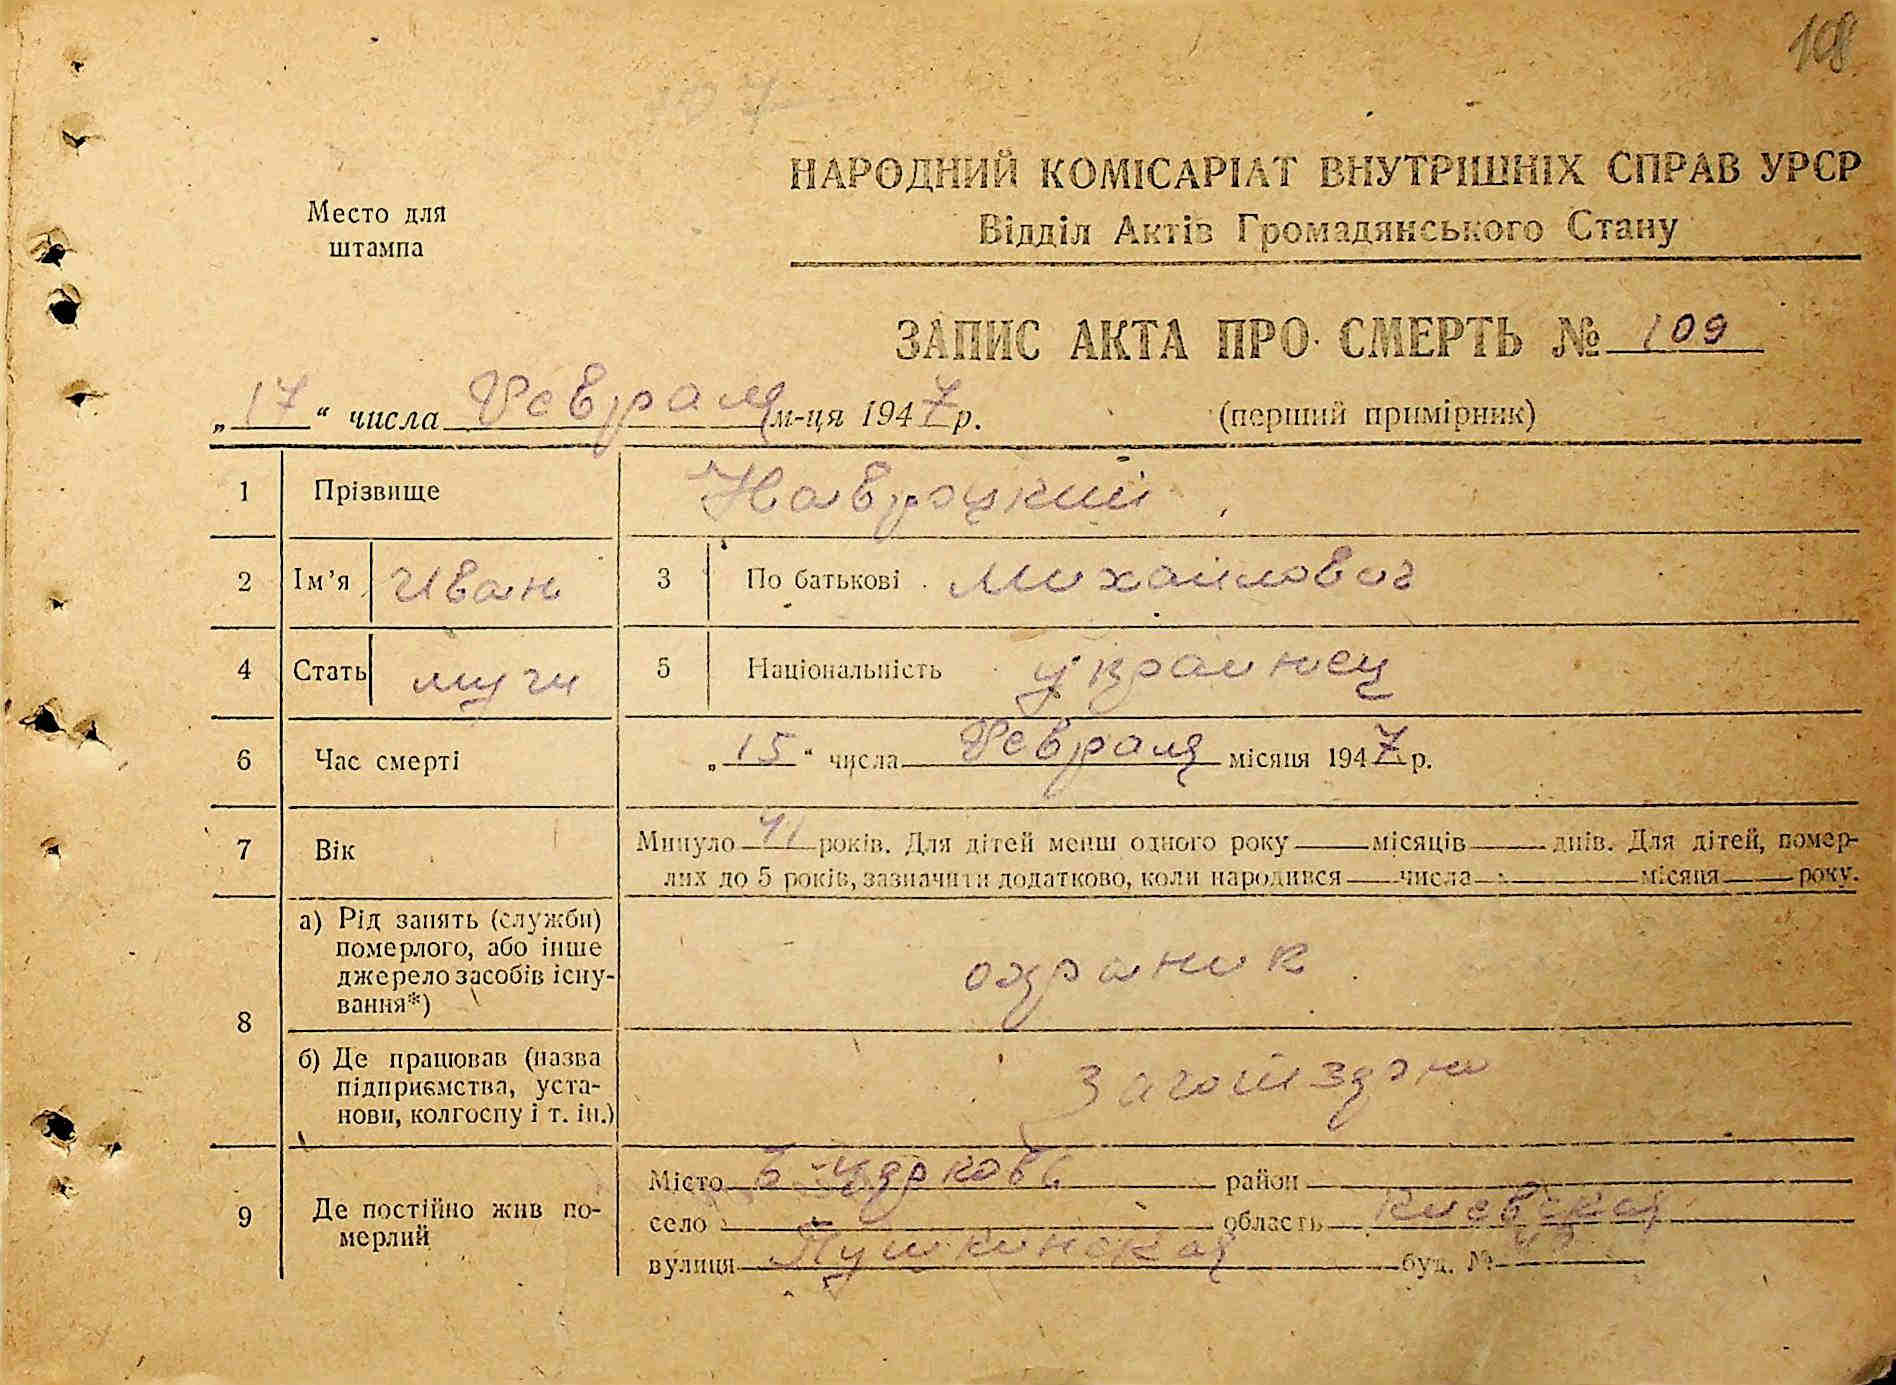 108
Место для
штампа
НАРОДНИЙ КОМІСАРІАТ ВНУТРІШНІХ СПРАВ УРСР
Відділ Актів Громадянського Стану
ЗАПИС АКТА ПРО СМЕРТЬ № 109
„17“ числа Февраля м-ця 1947 р. (перший примірник)
1 Прізвище Навроцкий
2 Ім’я Иван 3 По батькові Михайлович
4 Стать муч 5 Національність украинец
6 Час смерті „15“ числа Февраля місяця 1947 р.
7 Вік Минуло 41 років. Для дітей менш одного року — місяців — днів. Для дітей, помер-
лих до 5 років, зазначити додатково, коли народився — числа — місяця — року.
8 а) Рід занять (служби)
померлого, або інше
джерело засобів існу-
вання*) охраник
б) Де працював (назва
підприємства, уста-
нови, колгоспу і т. ін.)
9 Де постійно жив по-
мерлий
Місто Б-Церковь район
село область Киевская
вулиця Пушкинская буд. №